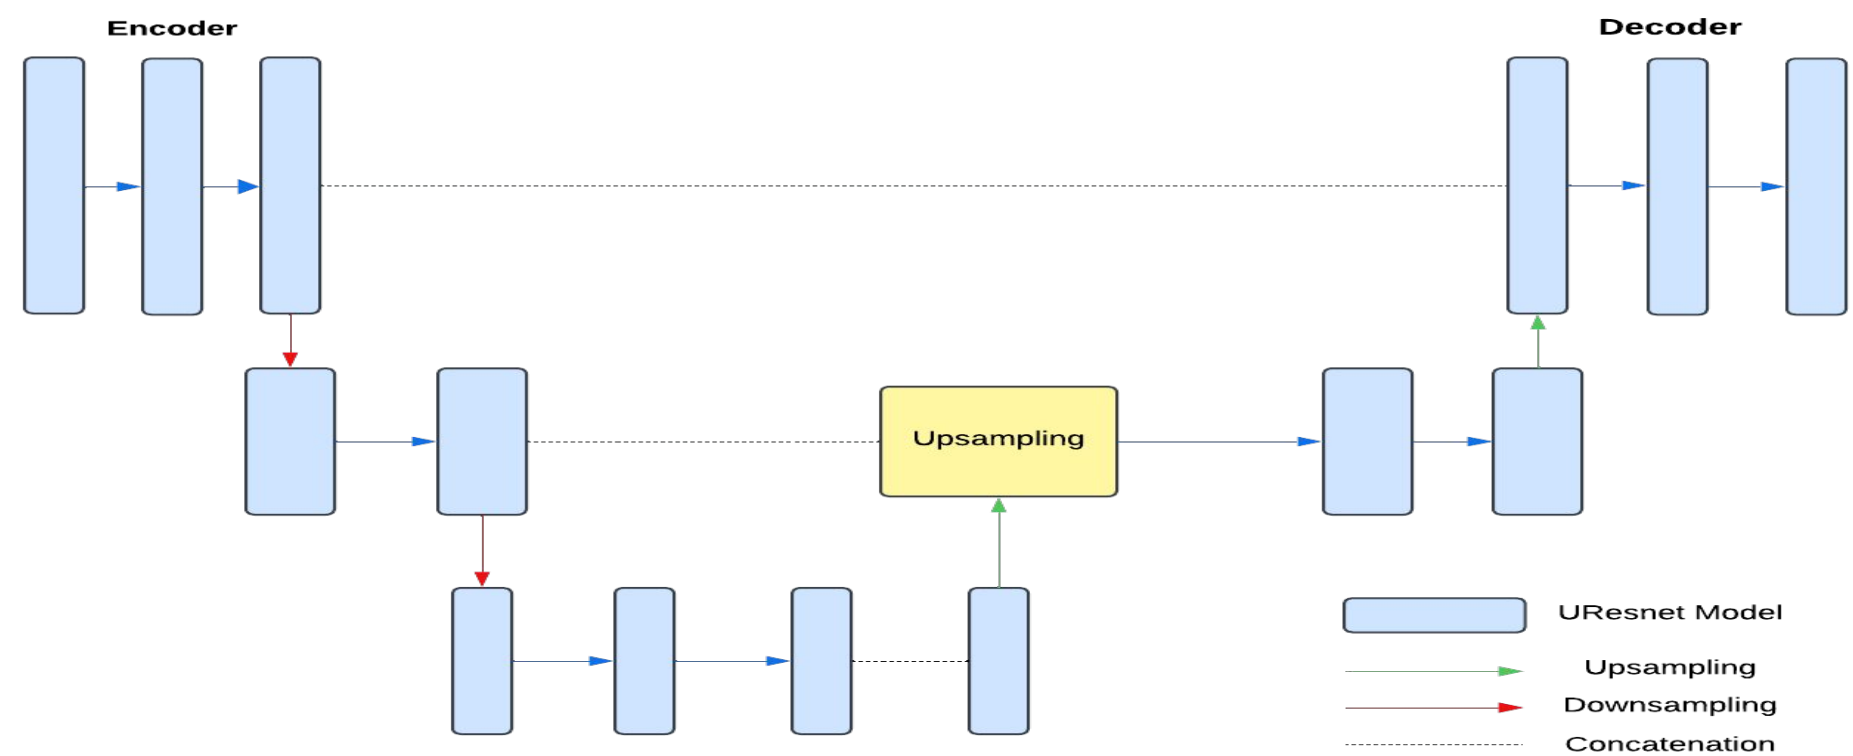 Encoder
Decoder
Upsampling
UResnet Model
Upsampling
Downsampling
Concatenation